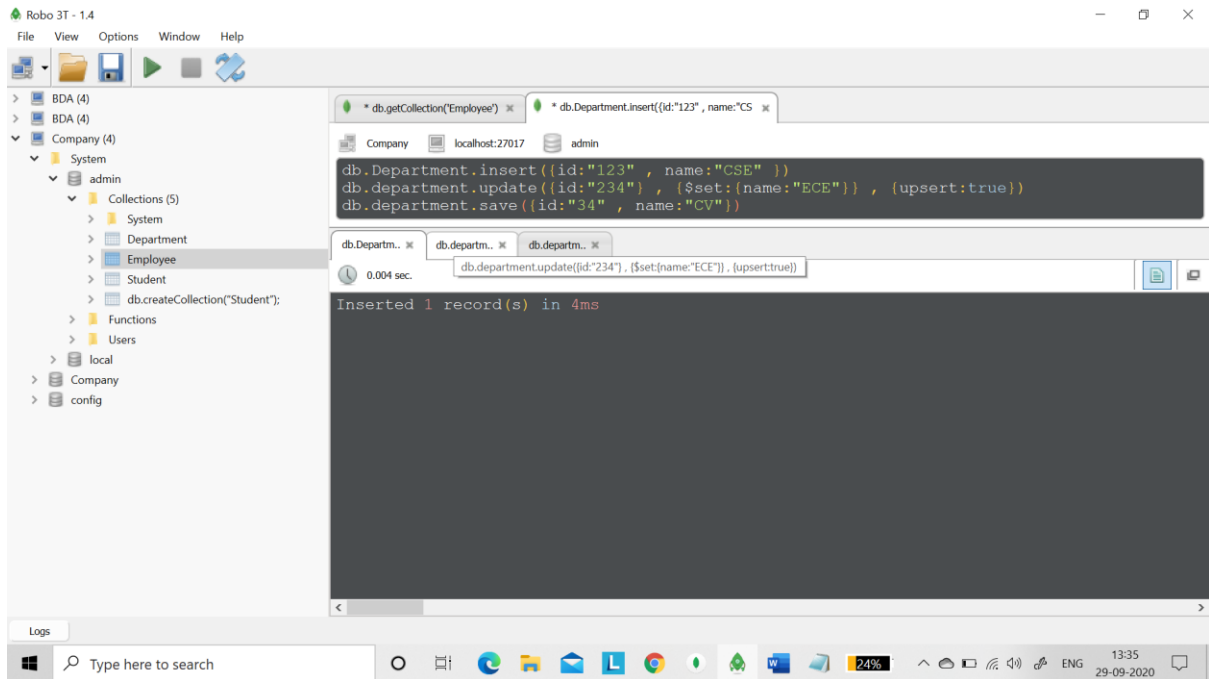 Robo 3T - 1.4
File View Options Window Help
BDA (4)
BDA (4)
Company (4)
System
admin
Collections (5)
System
Department
Employee
Student
db.createCollection("Student");
Functions
Users
local
Company
config
* db.getCollection('Employee') * db.Department.insert({id:"123" , name:"CS
Company localhost:27017 admin
db.Department.insert({id:"123" , name:"CSE" })
db.department.update({id:"234"} , {$set:{name:"ECE"}} , {upsert:true})
db.department.save({id:"34" , name:"CV"})
db.Departm.. db.departm.. db.departm..
0.004 sec.
db.department.update({id:"234"} , {$set:{name:"ECE"}} , {upsert:true})
Inserted 1 record(s) in 4ms
Logs
Type here to search
24%
ENG
13:35
29-09-2020